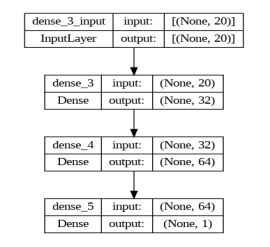 dense_3_input input: [(None, 20)]
InputLayer output: [(None, 20)]
dense_3 input: (None, 20)
Dense output: (None, 32)
dense_4 input: (None, 32)
Dense output: (None, 64)
dense_5 input: (None, 64)
Dense output: (None, 1)